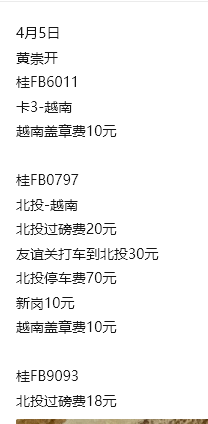 4月5日
黄崇开
桂FB6011
卡3-越南
越南盖章费10元
桂FB0797
北投-越南
北投过磅费20元
友谊关打车到北投30元
北投停车费70元
新岗10元
越南盖章费10元
桂FB9093
北投过磅费18元